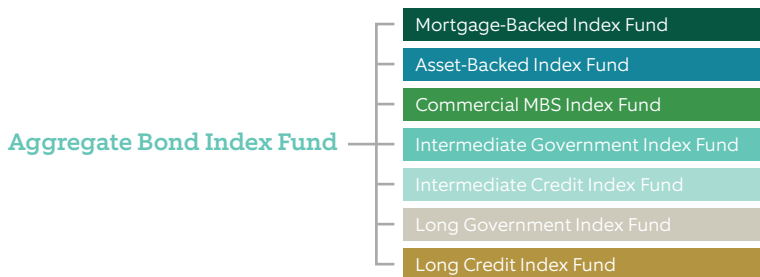 Aggregate Bond Index Fund
Mortgage-Backed Index Fund
Asset-Backed Index Fund
Commercial MBS Index Fund
Intermediate Government Index Fund
Intermediate Credit Index Fund
Long Government Index Fund
Long Credit Index Fund